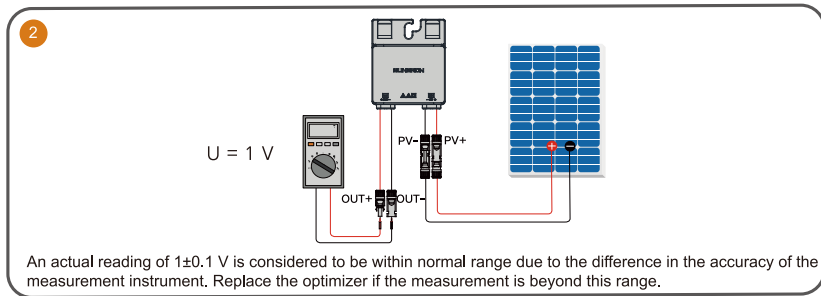 2
SUNGROW
PV-
PV+
U = 1 V
OUT+
OUT-
An actual reading of 1±0.1 V is considered to be within normal range due to the difference in the accuracy of the
measurement instrument. Replace the optimizer if the measurement is beyond this range.